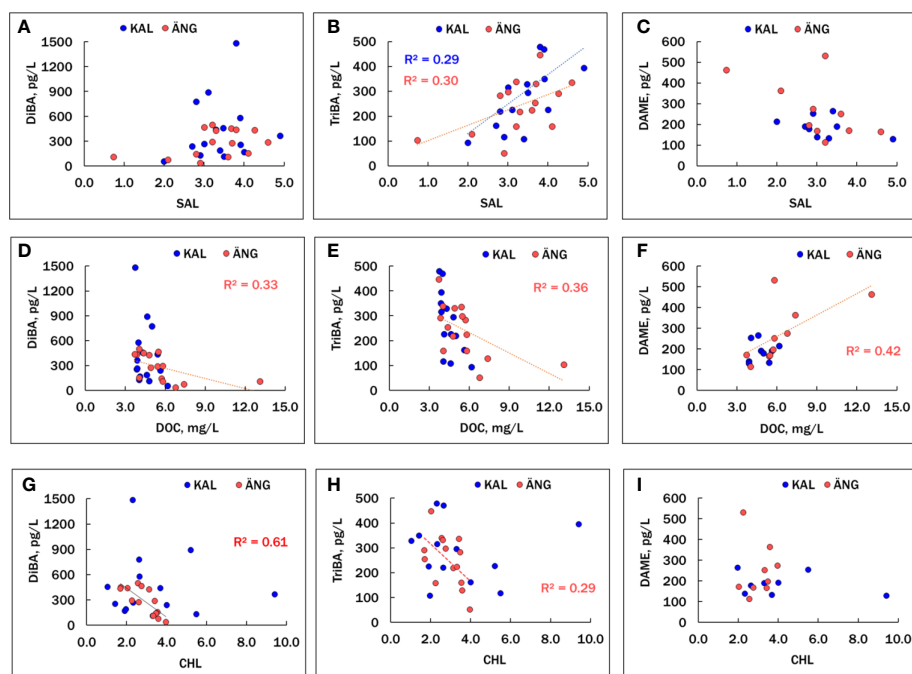 A
KAL ÄNG
1500
1200
900
600
300
0
DiBA, pg/L
0.0 1.0 2.0 3.0 4.0 5.0
SAL
B
KAL ÄNG
R² = 0.29
R² = 0.30
500
400
300
200
100
0
TriBA, pg/L
0.0 1.0 2.0 3.0 4.0 5.0
SAL
C
KAL ÄNG
600
500
400
300
200
100
0
DAME, pg/L
0.0 1.0 2.0 3.0 4.0 5.0
SAL
D
KAL ÄNG
R² = 0.33
1500
1200
900
600
300
0
DiBA, pg/L
0.0 3.0 6.0 9.0 12.0 15.0
DOC, mg/L
E
KAL ÄNG
R² = 0.36
500
400
300
200
100
0
TriBA, pg/L
0.0 3.0 6.0 9.0 12.0 15.0
DOC, mg/L
F
KAL ÄNG
R² = 0.42
600
500
400
300
200
100
0
DAME, pg/L
0.0 3.0 6.0 9.0 12.0 15.0
DOC, mg/L
G
KAL ÄNG
R² = 0.61
1500
1200
900
600
300
0
DiBA, pg/L
0.0 2.0 4.0 6.0 8.0 10.0
CHL
H
KAL ÄNG
R² = 0.29
500
400
300
200
100
0
TriBA, pg/L
0.0 2.0 4.0 6.0 8.0 10.0
CHL
I
KAL ÄNG
600
500
400
300
200
100
0
DAME, pg/L
0.0 2.0 4.0 6.0 8.0 10.0
CHL